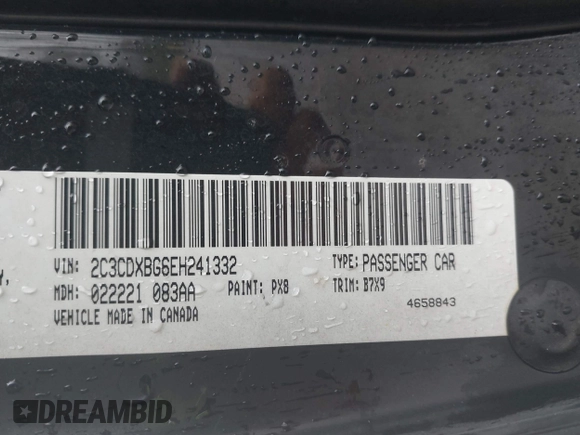 VIN: 2C3CDXBG6EH241332 TYPE: PASSENGER CAR
MDH: 022221 083AA PAINT: PX8 TRIM: B7X9
VEHICLE MADE IN CANADA 4658843
DREAMBID